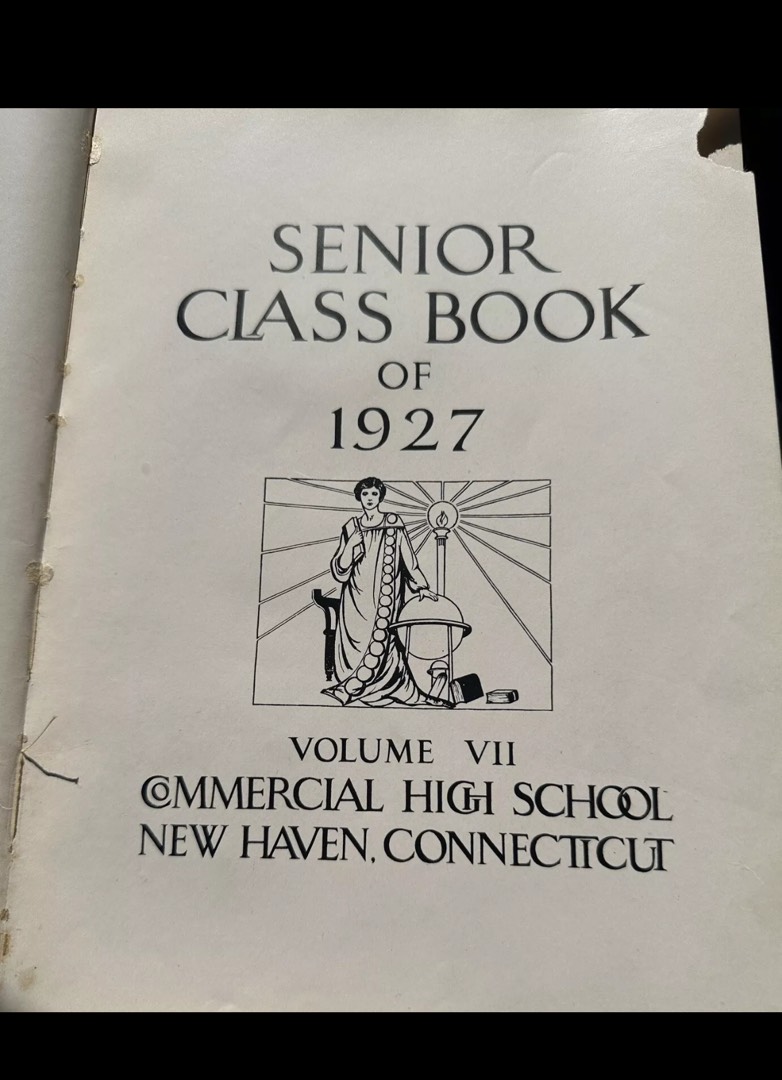 SENIOR
CLASS BOOK
OF
1927
VOLUME VII
COMMERCIAL HIGH SCHOOL
NEW HAVEN, CONNECTICUT